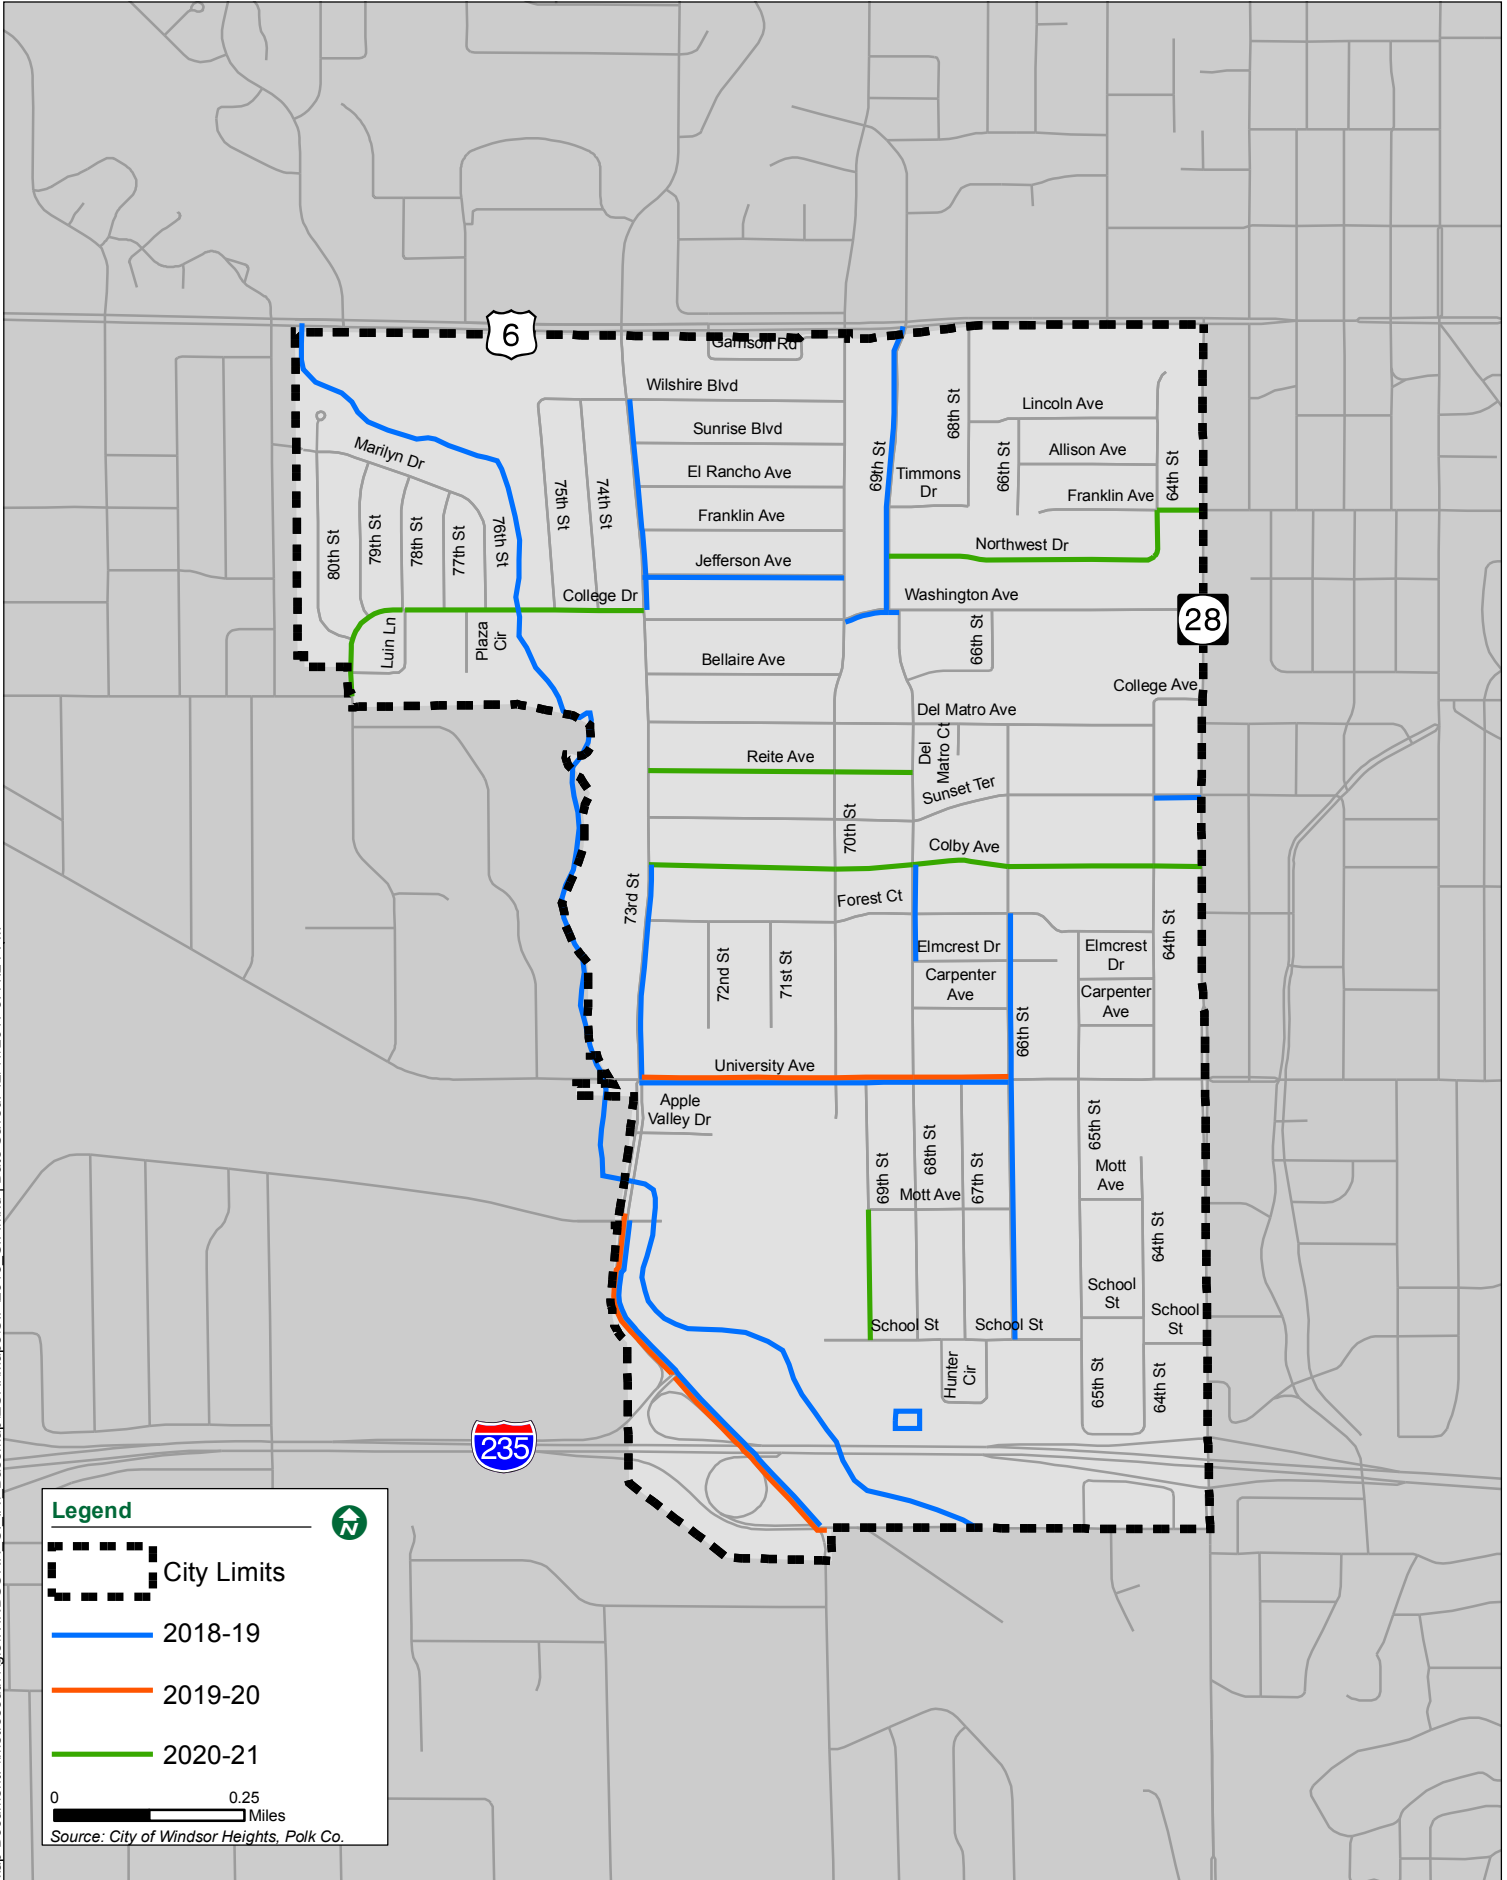 6
Garrison Rd
Wilshire Blvd
Lincoln Ave
68th St
Sunrise Blvd
Marilyn Dr
69th St
66th St
Allison Ave
64th St
El Rancho Ave
Timmons
Dr
75th St
74th St
Franklin Ave
Franklin Ave
80th St
79th St
78th St
77th St
76th St
Northwest Dr
Jefferson Ave
College Dr
Washington Ave
28
Luin Ln
Plaza
Cir
66th St
Bellaire Ave
College Ave
Del Matro Ave
Del
Matro Ct
Reite Ave
Sunset Ter
70th St
Colby Ave
73rd St
Forest Ct
64th St
Elmcrest Dr
Elmcrest
Dr
72nd St
71st St
Carpenter
Ave
Carpenter
Ave
66th St
University Ave
Apple
Valley Dr
65th St
69th St
68th St
67th St
Mott
Ave
Mott Ave
64th St
School
St
School St
School St
School
St
Hunter
Cir
65th St
64th St
235
Legend
N
City Limits
2018-19
2019-20
2020-21
0
0.25
Miles
Source: City of Windsor Heights, Polk Co.